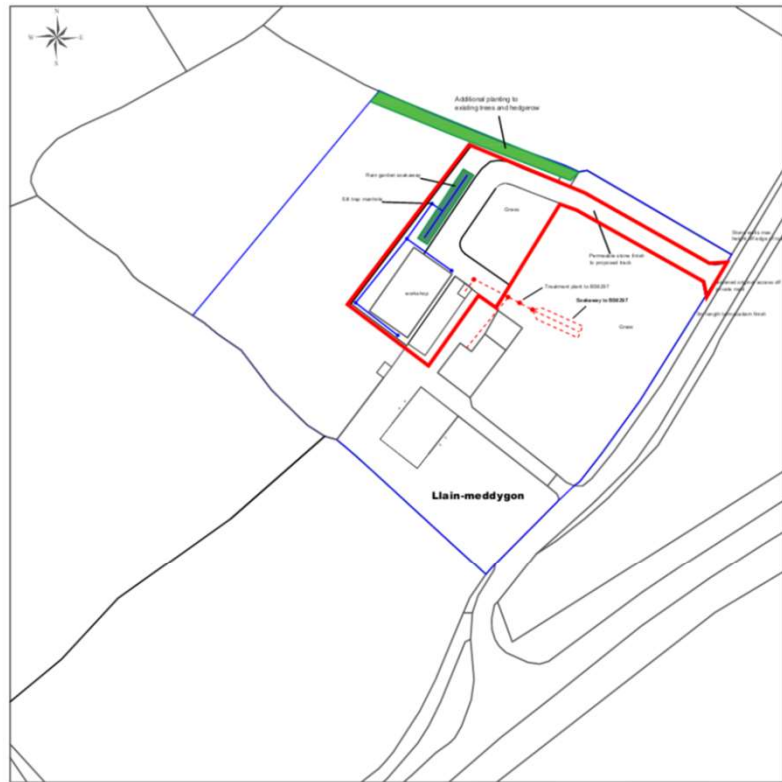 N
W
E
S
Additional planting to
existing trees and hedgerow
Rain garden soakaway
Silt trap manhole
Grass
Permeable stone finish
to proposed track
workshop
Treatment plant to BS6297
Soakaway to BS6297
Grass
Llain-meddygon